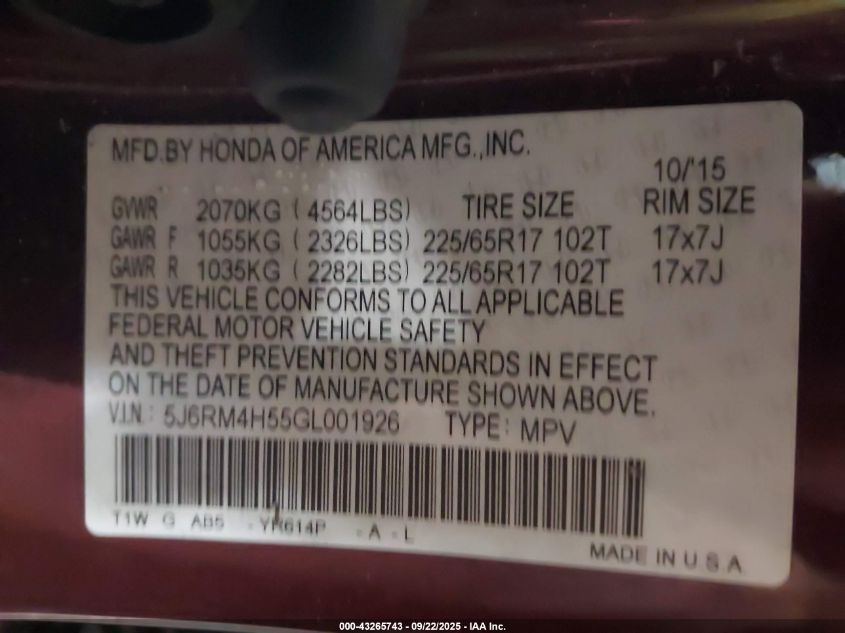 MFD.BY HONDA OF AMERICA MFG.,INC.
10/'15
GVWR 2070KG ( 4564LBS) TIRE SIZE RIM SIZE
GAWR F 1055KG ( 2326LBS) 225/65R17 102T 17x7J
GAWR R 1035KG ( 2282LBS) 225/65R17 102T 17x7J
THIS VEHICLE CONFORMS TO ALL APPLICABLE
FEDERAL MOTOR VEHICLE SAFETY
AND THEFT PREVENTION STANDARDS IN EFFECT
ON THE DATE OF MANUFACTURE SHOWN ABOVE.
V.I.N.: 5J6RM4H55GL001926 TYPE: MPV
T1W G AB5 - YR614P - A - L
MADE IN U.S.A
000-43265743 - 09/22/2025 - IAA Inc.